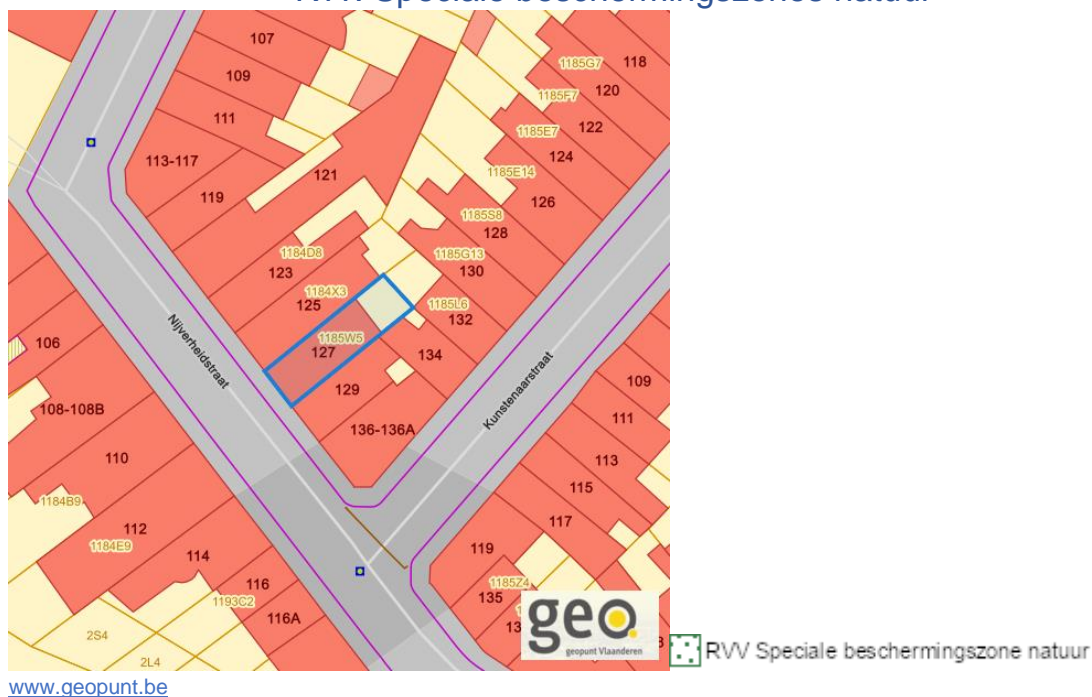 RVV Speciale beschermingszones natuur
107
118
1185G7
109
120
1185F7
111
122
1185E7
124
113-117
121
1185E14
126
119
1185S8
128
1184D8
1185G13
123
130
1184X3
125
1185L6
132
Nijverheidstraat
1185W5
127
134
106
129
Kunstenaarstraat
109
108-108B
136-136A
111
110
113
115
1184B9
112
117
1184E9
114
119
116
1185Z4
1193C2
135
116A
2S4
2L4
geo.
geopunt Vlaanderen
RVV Speciale beschermingszone natuur
www.geopunt.be